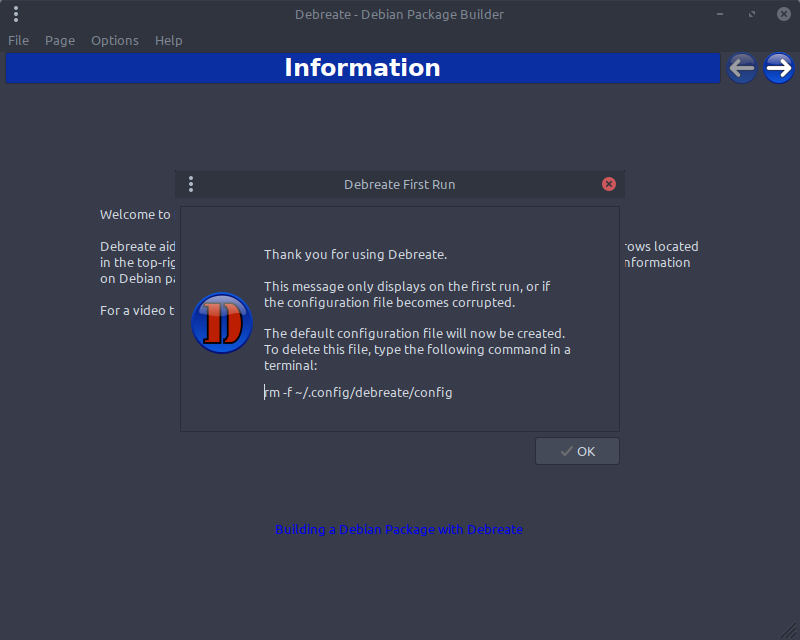 Debreate - Debian Package Builder
File Page Options Help
Information
Debreate First Run
Welcome to
Debreate aid
rows located
in the top-rig
nformation
on Debian pa
For a video t
Thank you for using Debreate.
This message only displays on the first run, or if
the configuration file becomes corrupted.
The default configuration file will now be created.
To delete this file, type the following command in a
terminal:
rm -f ~/.config/debreate/config
OK
Building a Debian Package with Debreate